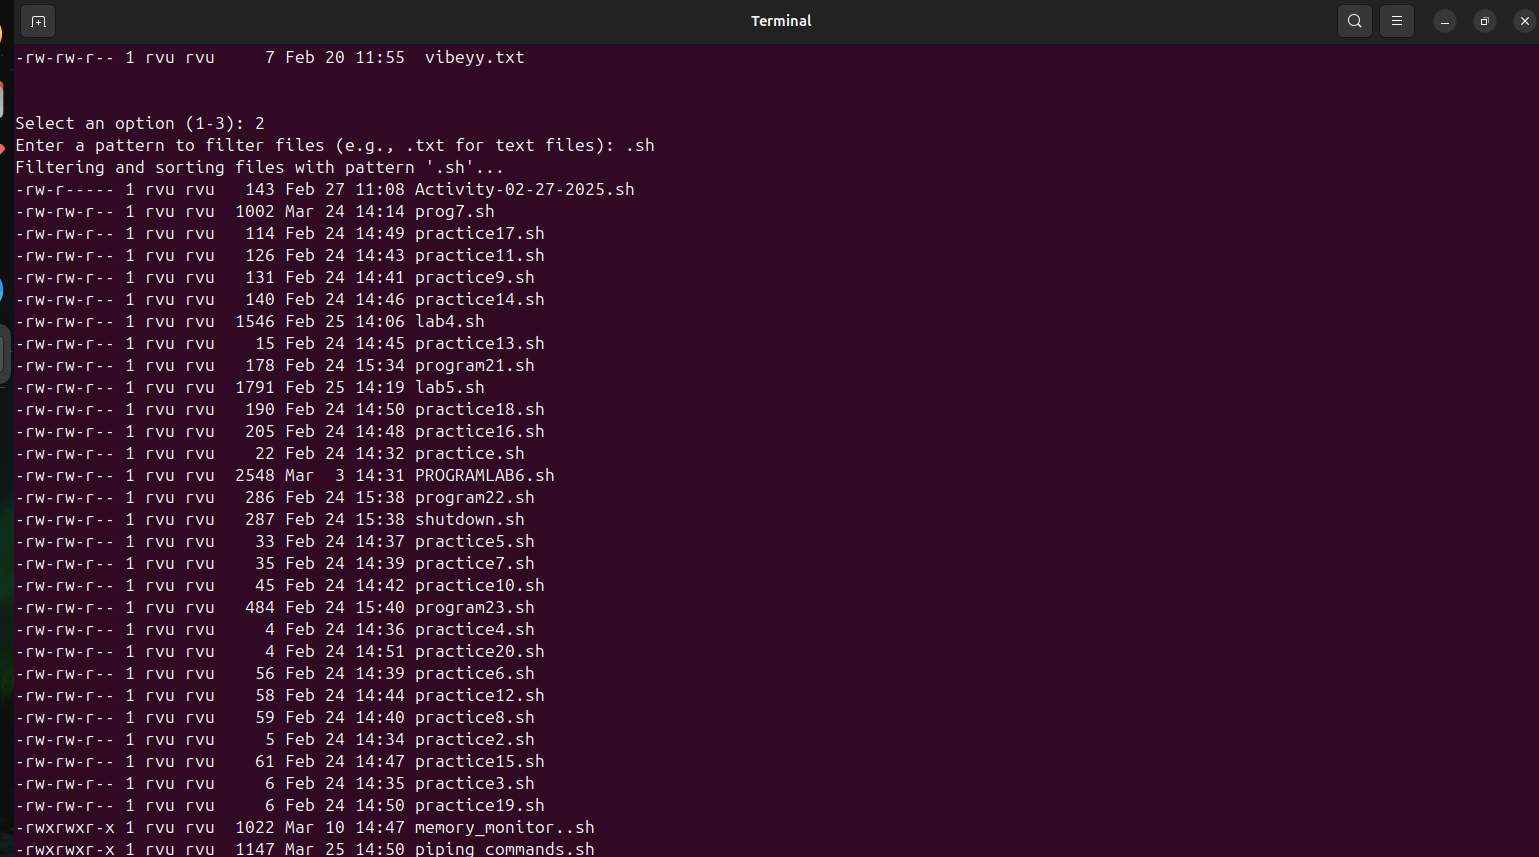 Terminal
-rw-rw-r-- 1 rvu rvu     7 Feb 20 11:55  vibeyy.txt
Select an option (1-3): 2
Enter a pattern to filter files (e.g., .txt for text files): .sh
Filtering and sorting files with pattern '.sh'...
-rw-r----- 1 rvu rvu   143 Feb 27 11:08 Activity-02-27-2025.sh
-rw-rw-r-- 1 rvu rvu  1002 Mar 24 14:14 prog7.sh
-rw-rw-r-- 1 rvu rvu   114 Feb 24 14:49 practice17.sh
-rw-rw-r-- 1 rvu rvu   126 Feb 24 14:43 practice11.sh
-rw-rw-r-- 1 rvu rvu   131 Feb 24 14:41 practice9.sh
-rw-rw-r-- 1 rvu rvu   140 Feb 24 14:46 practice14.sh
-rw-rw-r-- 1 rvu rvu  1546 Feb 25 14:06 lab4.sh
-rw-rw-r-- 1 rvu rvu    15 Feb 24 14:45 practice13.sh
-rw-rw-r-- 1 rvu rvu   178 Feb 24 15:34 program21.sh
-rw-rw-r-- 1 rvu rvu  1791 Feb 25 14:19 lab5.sh
-rw-rw-r-- 1 rvu rvu   190 Feb 24 14:50 practice18.sh
-rw-rw-r-- 1 rvu rvu   205 Feb 24 14:48 practice16.sh
-rw-rw-r-- 1 rvu rvu    22 Feb 24 14:32 practice.sh
-rw-rw-r-- 1 rvu rvu  2548 Mar  3 14:31 PROGRAMLAB6.sh
-rw-rw-r-- 1 rvu rvu   286 Feb 24 15:38 program22.sh
-rw-rw-r-- 1 rvu rvu   287 Feb 24 15:38 shutdown.sh
-rw-rw-r-- 1 rvu rvu    33 Feb 24 14:37 practice5.sh
-rw-rw-r-- 1 rvu rvu    35 Feb 24 14:39 practice7.sh
-rw-rw-r-- 1 rvu rvu    45 Feb 24 14:42 practice10.sh
-rw-rw-r-- 1 rvu rvu   484 Feb 24 15:40 program23.sh
-rw-rw-r-- 1 rvu rvu     4 Feb 24 14:36 practice4.sh
-rw-rw-r-- 1 rvu rvu     4 Feb 24 14:51 practice20.sh
-rw-rw-r-- 1 rvu rvu    56 Feb 24 14:39 practice6.sh
-rw-rw-r-- 1 rvu rvu    58 Feb 24 14:44 practice12.sh
-rw-rw-r-- 1 rvu rvu    59 Feb 24 14:40 practice8.sh
-rw-rw-r-- 1 rvu rvu     5 Feb 24 14:34 practice2.sh
-rw-rw-r-- 1 rvu rvu    61 Feb 24 14:47 practice15.sh
-rw-rw-r-- 1 rvu rvu     6 Feb 24 14:35 practice3.sh
-rw-rw-r-- 1 rvu rvu     6 Feb 24 14:50 practice19.sh
-rwxrwxr-x 1 rvu rvu  1022 Mar 10 14:47 memory_monitor..sh
-rwxrwxr-x 1 rvu rvu  1147 Mar 25 14:50 piping_commands.sh